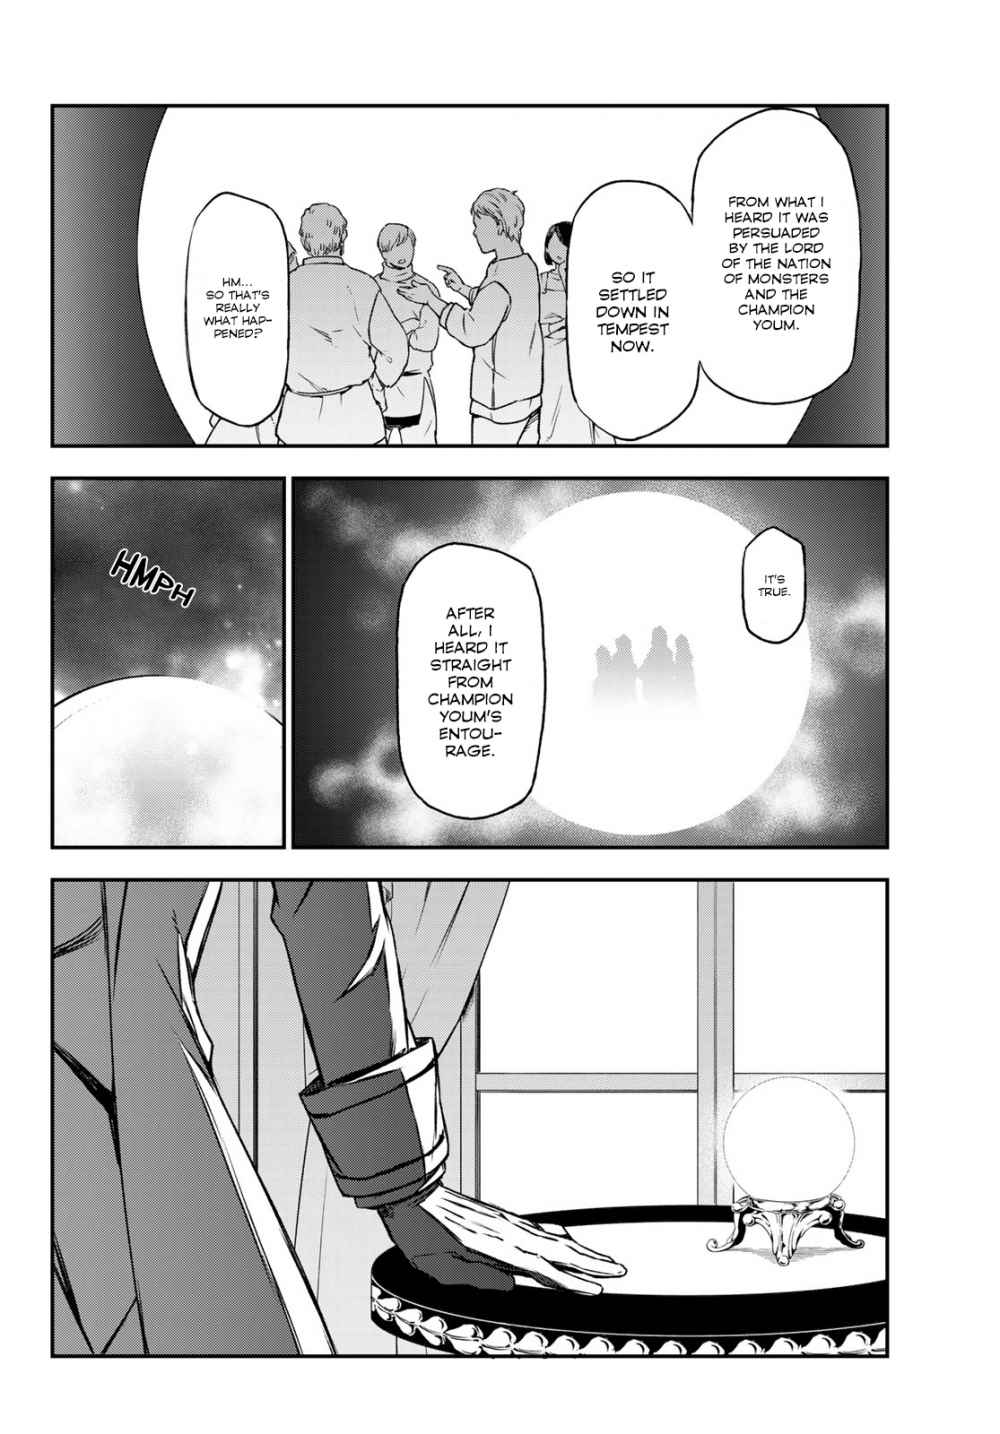 FROM WHAT I
HEARD IT WAS
PERSUADED
BY THE LORD
OF THE NATION
OF MONSTERS
AND THE
CHAMPION
YOUM.
SO IT
SETTLED
DOWN IN
TEMPEST
NOW.
HM...
SO THAT'S
REALLY
WHAT HAP-
PENED?
IT'S
TRUE.
AFTER
ALL, I
HEARD IT
STRAIGHT
FROM
CHAMPION
YOUM'S
ENTOU-
RAGE.
HMPH